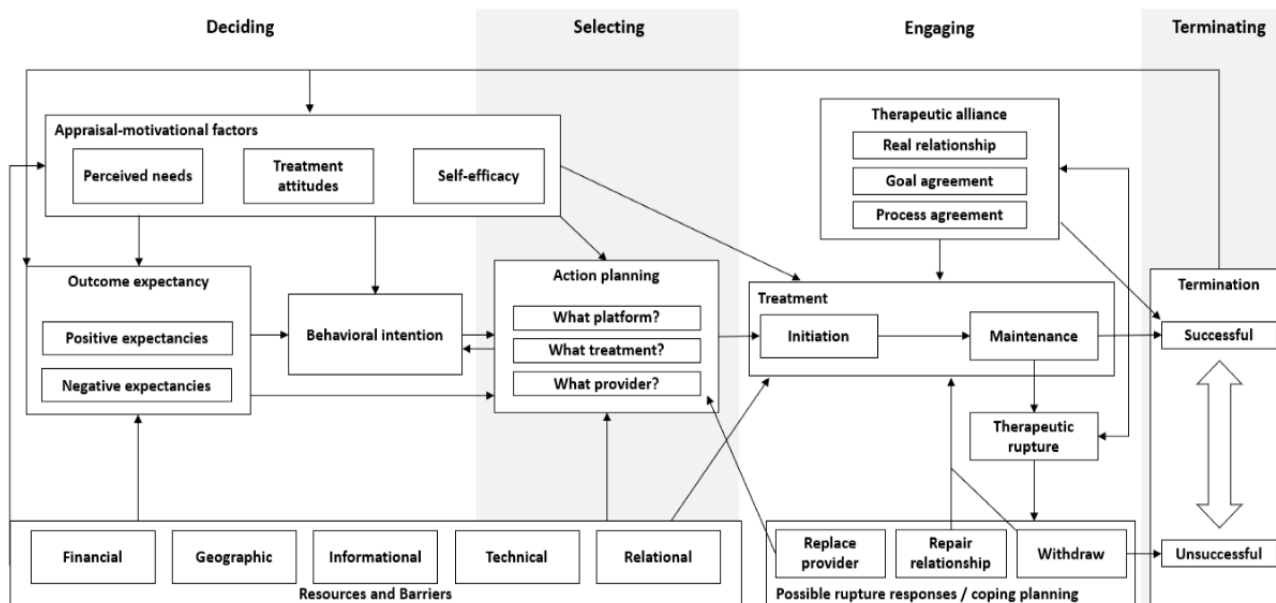 Deciding
Selecting
Engaging
Terminating
Appraisal-motivational factors
Perceived needs
Treatment
attitudes
Self-efficacy
Therapeutic alliance
Real relationship
Goal agreement
Process agreement
Outcome expectancy
Positive expectancies
Negative expectancies
Behavioral intention
Action planning
What platform?
What treatment?
What provider?
Treatment
Initiation
Maintenance
Therapeutic
rupture
Termination
Successful
Unsuccessful
Financial
Geographic
Informational
Technical
Relational
Resources and Barriers
Replace
provider
Repair
relationship
Withdraw
Possible rupture responses / coping planning